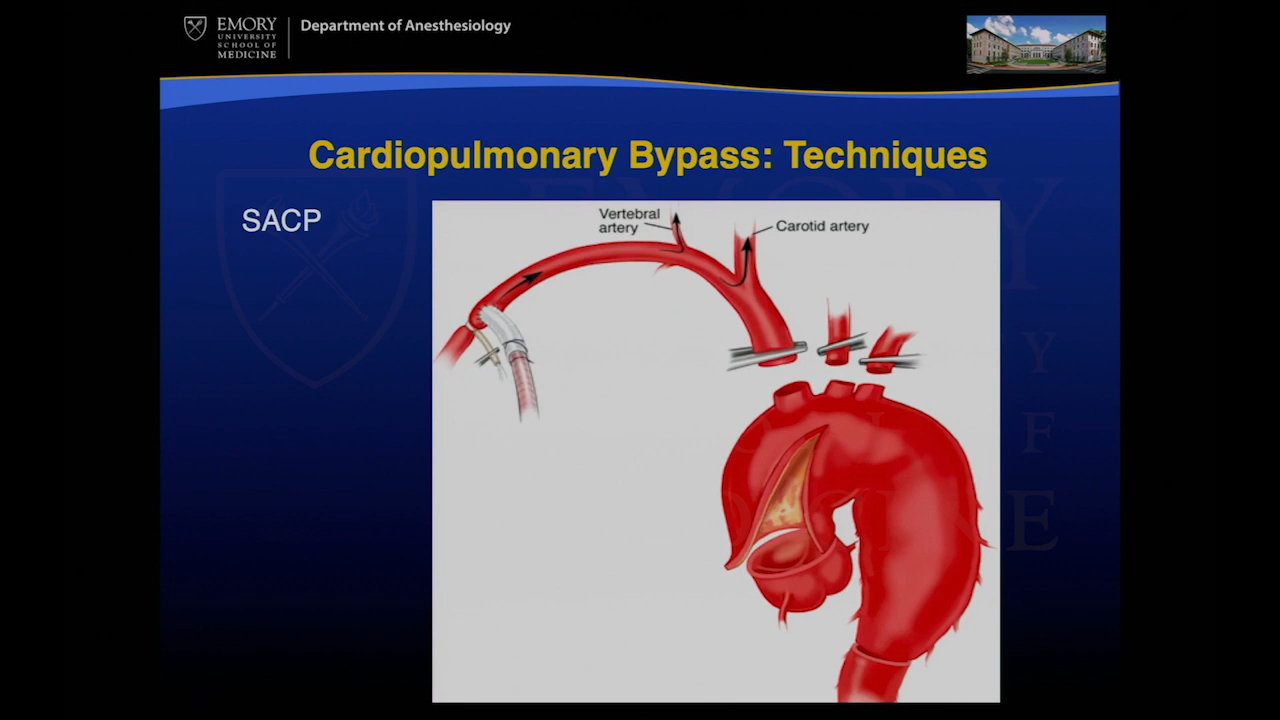 EMORY
UNIVERSITY
SCHOOL OF
MEDICINE
Department of Anesthesiology
Cardiopulmonary Bypass: Techniques
SACP
Vertebral
artery
Carotid artery